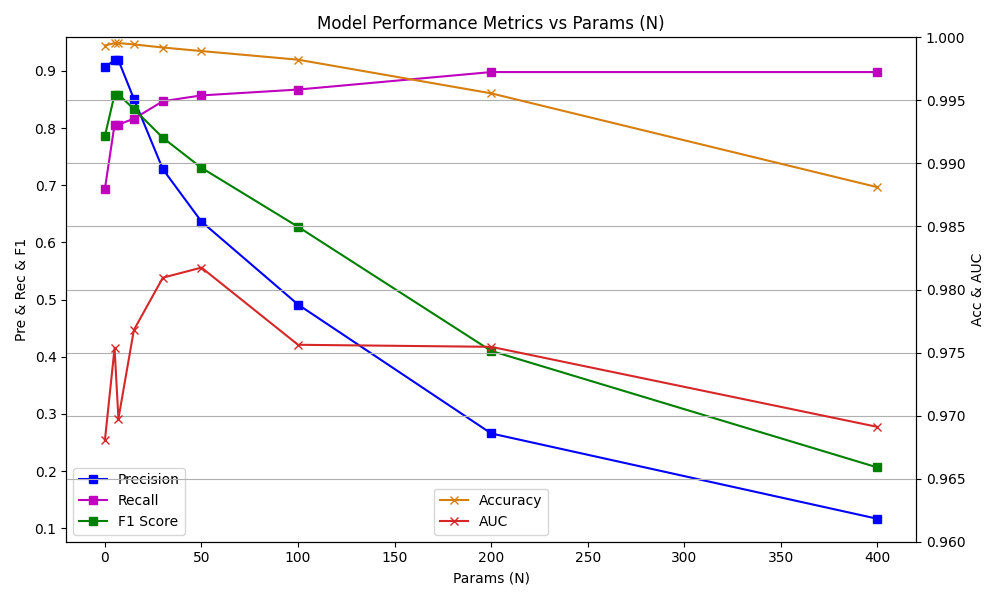 Model Performance Metrics vs Params (N)
Pre & Rec & F1
0.9
0.8
0.7
0.6
0.5
0.4
0.3
0.2
0.1
1.000
0.995
0.990
0.985
0.980
0.975
0.970
0.965
0.960
Acc & AUC
Precision
Recall
F1 Score
Accuracy
AUC
0 50 100 150 200 250 300 350 400
Params (N)